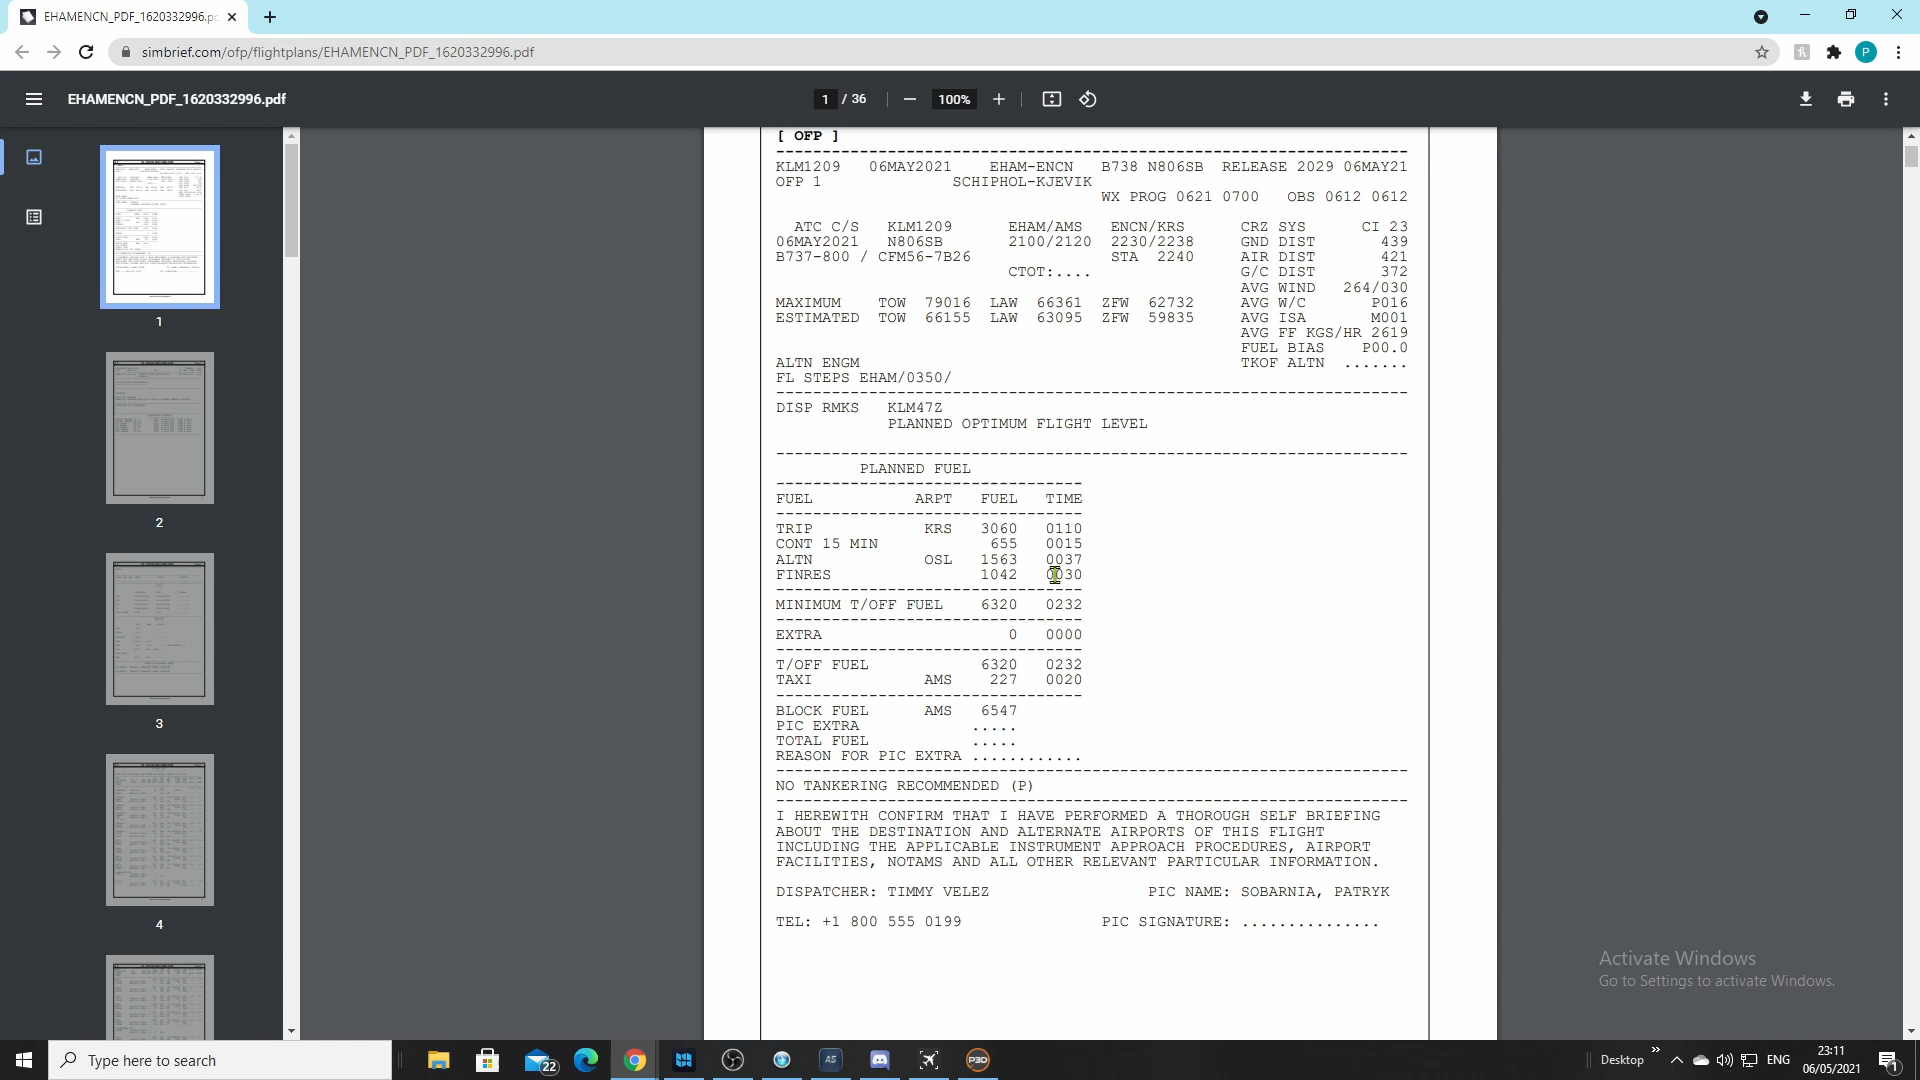 EHAMENCN_PDF_1620332996.pd
simbrief.com/ofp/flightplans/EHAMENCN_PDF_1620332996.pdf
P
EHAMENCN_PDF_1620332996.pdf
1 / 36
100%
[ OFP ]
KLM1209 06MAY2021 EHAM-ENCN B738 N806SB RELEASE 2029 06MAY21
OFP 1 SCHIPHOL-KJEVIK
WX PROG 0621 0700 OBS 0612 0612
ATC C/S KLM1209 EHAM/AMS ENCN/KRS CRZ SYS CI 23
06MAY2021 N806SB 2100/2120 2230/2238 GND DIST 439
B737-800 / CFM56-7B26 STA 2240 AIR DIST 421
CTOT:.... G/C DIST 372
AVG WIND 264/030
MAXIMUM TOW 79016 LAW 66361 ZFW 62732 AVG W/C P016
ESTIMATED TOW 66155 LAW 63095 ZFW 59835 AVG ISA M001
AVG FF KGS/HR 2619
FUEL BIAS P00.0
ALTN ENGM TKOF ALTN .......
FL STEPS EHAM/0350/
DISP RMKS KLM47Z
PLANNED OPTIMUM FLIGHT LEVEL
PLANNED FUEL
FUEL ARPT FUEL TIME
TRIP KRS 3060 0110
CONT 15 MIN 655 0015
ALTN OSL 1563 0037
FINRES 1042 0030
MINIMUM T/OFF FUEL 6320 0232
EXTRA 0 0000
T/OFF FUEL 6320 0232
TAXI AMS 227 0020
BLOCK FUEL AMS 6547
PIC EXTRA .....
TOTAL FUEL .....
REASON FOR PIC EXTRA ............
NO TANKERING RECOMMENDED (P)
I HEREWITH CONFIRM THAT I HAVE PERFORMED A THOROUGH SELF BRIEFING
ABOUT THE DESTINATION AND ALTERNATE AIRPORTS OF THIS FLIGHT
INCLUDING THE APPLICABLE INSTRUMENT APPROACH PROCEDURES, AIRPORT
FACILITIES, NOTAMS AND ALL OTHER RELEVANT PARTICULAR INFORMATION.
DISPATCHER: TIMMY VELEZ PIC NAME: SOBARNIA, PATRYK
TEL: +1 800 555 0199 PIC SIGNATURE: ...............
1
2
3
4
Activate Windows
Go to Settings to activate Windows.
Type here to search
22
AS
P3D
Desktop
ENG
23:11
06/05/2021
1